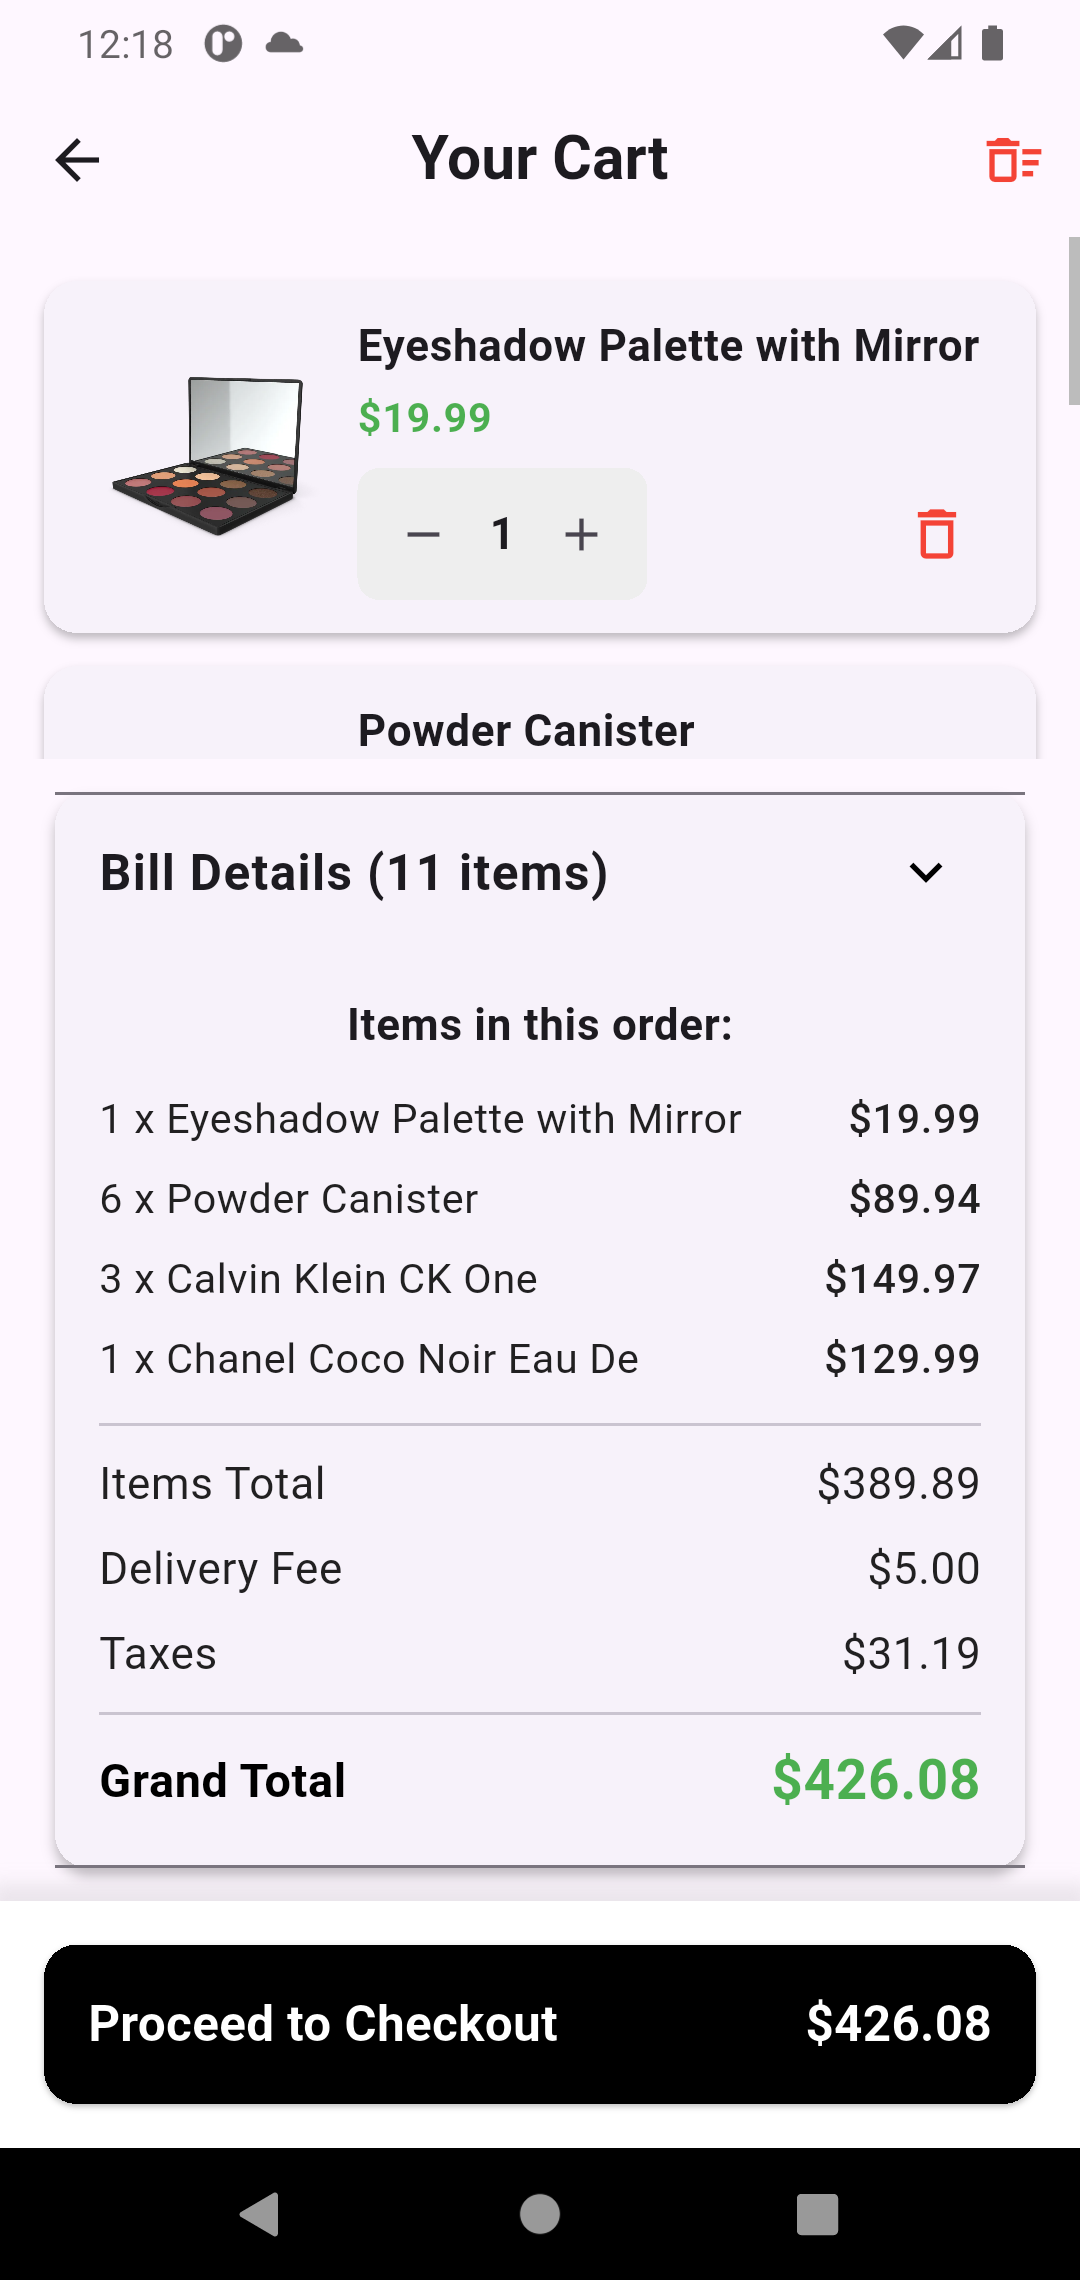 12:18
Your Cart
Eyeshadow Palette with Mirror
$19.99
1
Powder Canister
Bill Details (11 items)
Items in this order:
1 x Eyeshadow Palette with Mirror $19.99
6 x Powder Canister $89.94
3 x Calvin Klein CK One $149.97
1 x Chanel Coco Noir Eau De $129.99
Items Total $389.89
Delivery Fee $5.00
Taxes $31.19
Grand Total $426.08
Proceed to Checkout $426.08